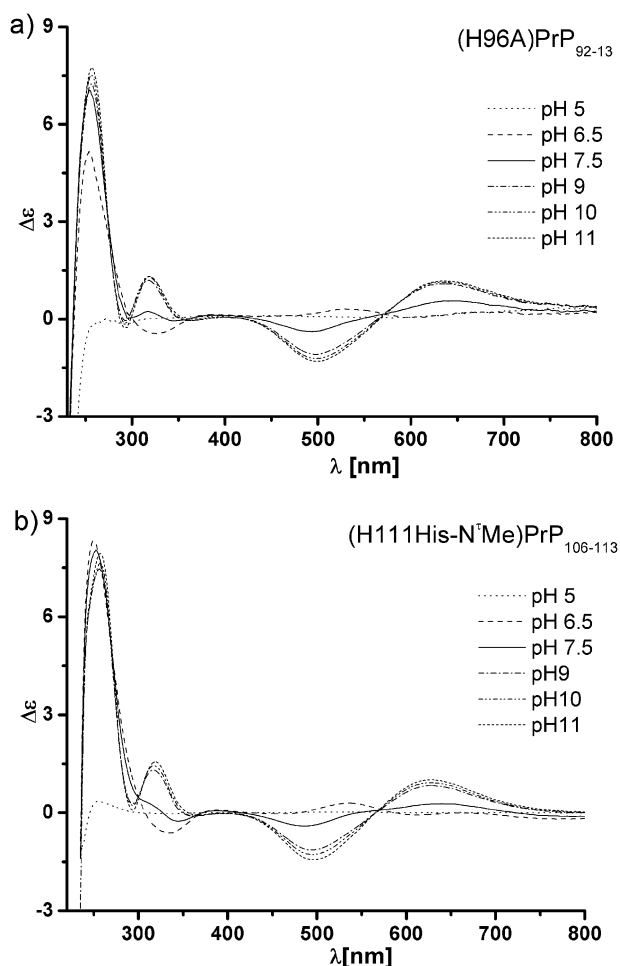 a)
(H96A)PrP92-13
9
6
3
0
-3
Δε
pH 5
pH 6.5
pH 7.5
pH 9
pH 10
pH 11
300 400 500 600 700 800
λ [nm]
b)
(H111His-NτMe)PrP106-113
9
6
3
0
-3
Δε
pH 5
pH 6.5
pH 7.5
pH9
pH10
pH11
300 400 500 600 700 800
λ[nm]